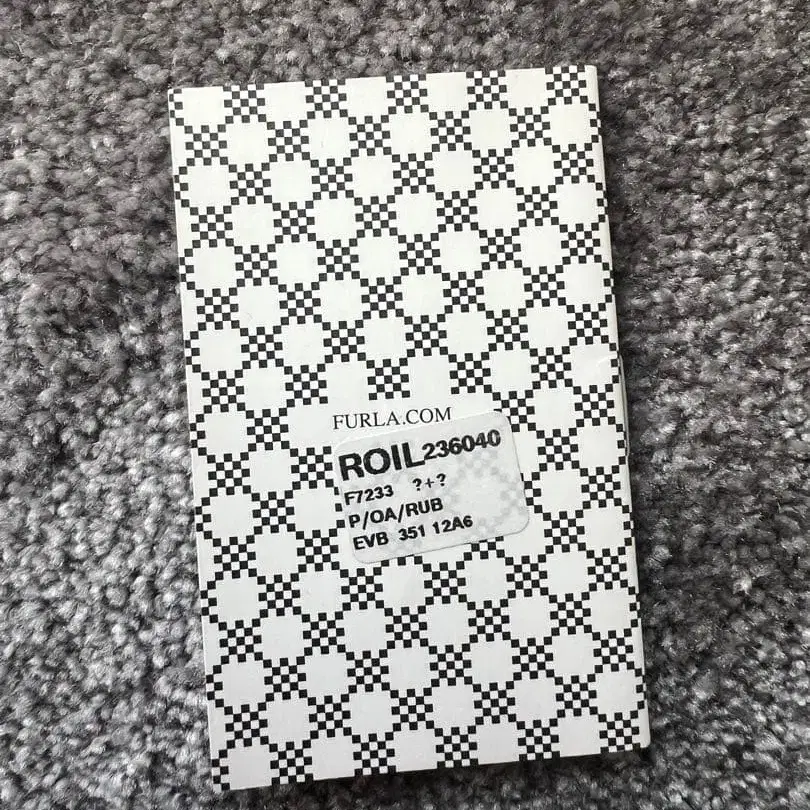 FURLA.COM
ROIL236040
F7233 ?+?
P/OA/RUB
EVB 351 12A6